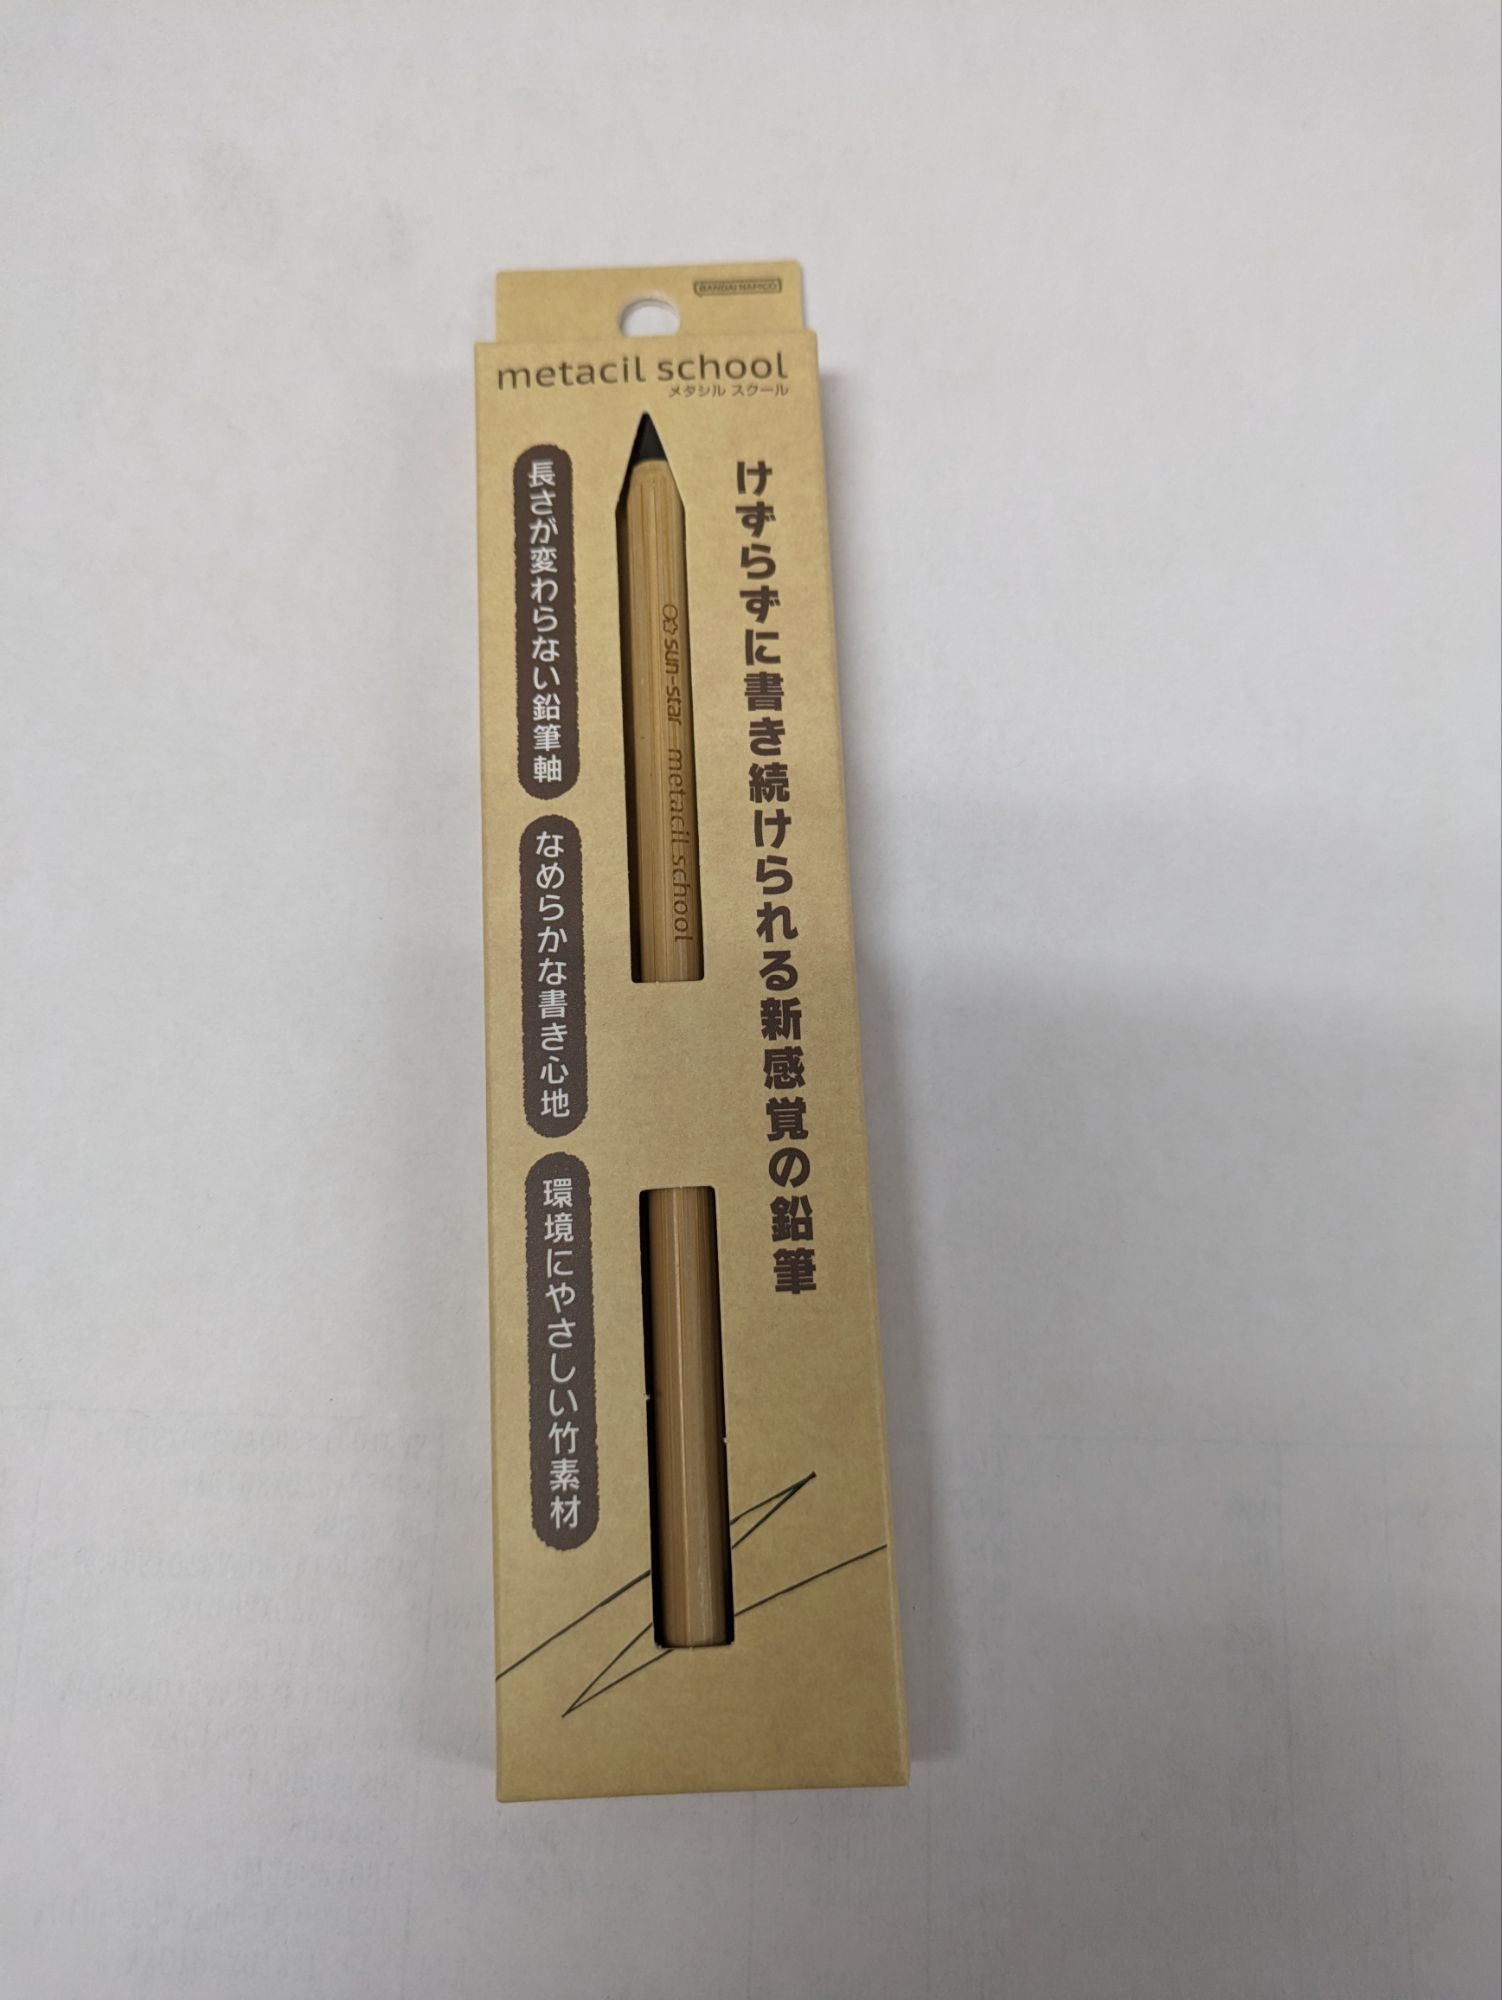 BANDAI NAMCO
metacil school
メタシル スクール
けずらずに書き続けられる新感覚の鉛筆
長さが変わらない鉛筆軸
なめらかな書き心地
環境にやさしい竹素材
sun-star metacil school